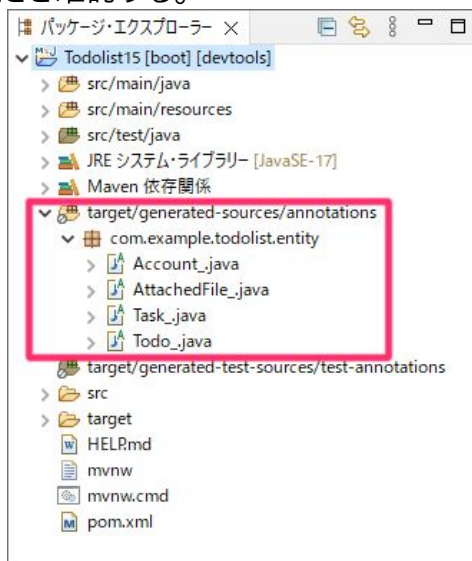 パッケージ・エクスプローラー
Todolist15 [boot] [devtools]
src/main/java
src/main/resources
src/test/java
JRE システム・ライブラリー [JavaSE-17]
Maven 依存関係
target/generated-sources/annotations
com.example.todolist.entity
Account_.java
AttachedFile_.java
Task_.java
Todo_.java
target/generated-test-sources/test-annotations
src
target
HELP.md
mvnw
mvnw.cmd
pom.xml